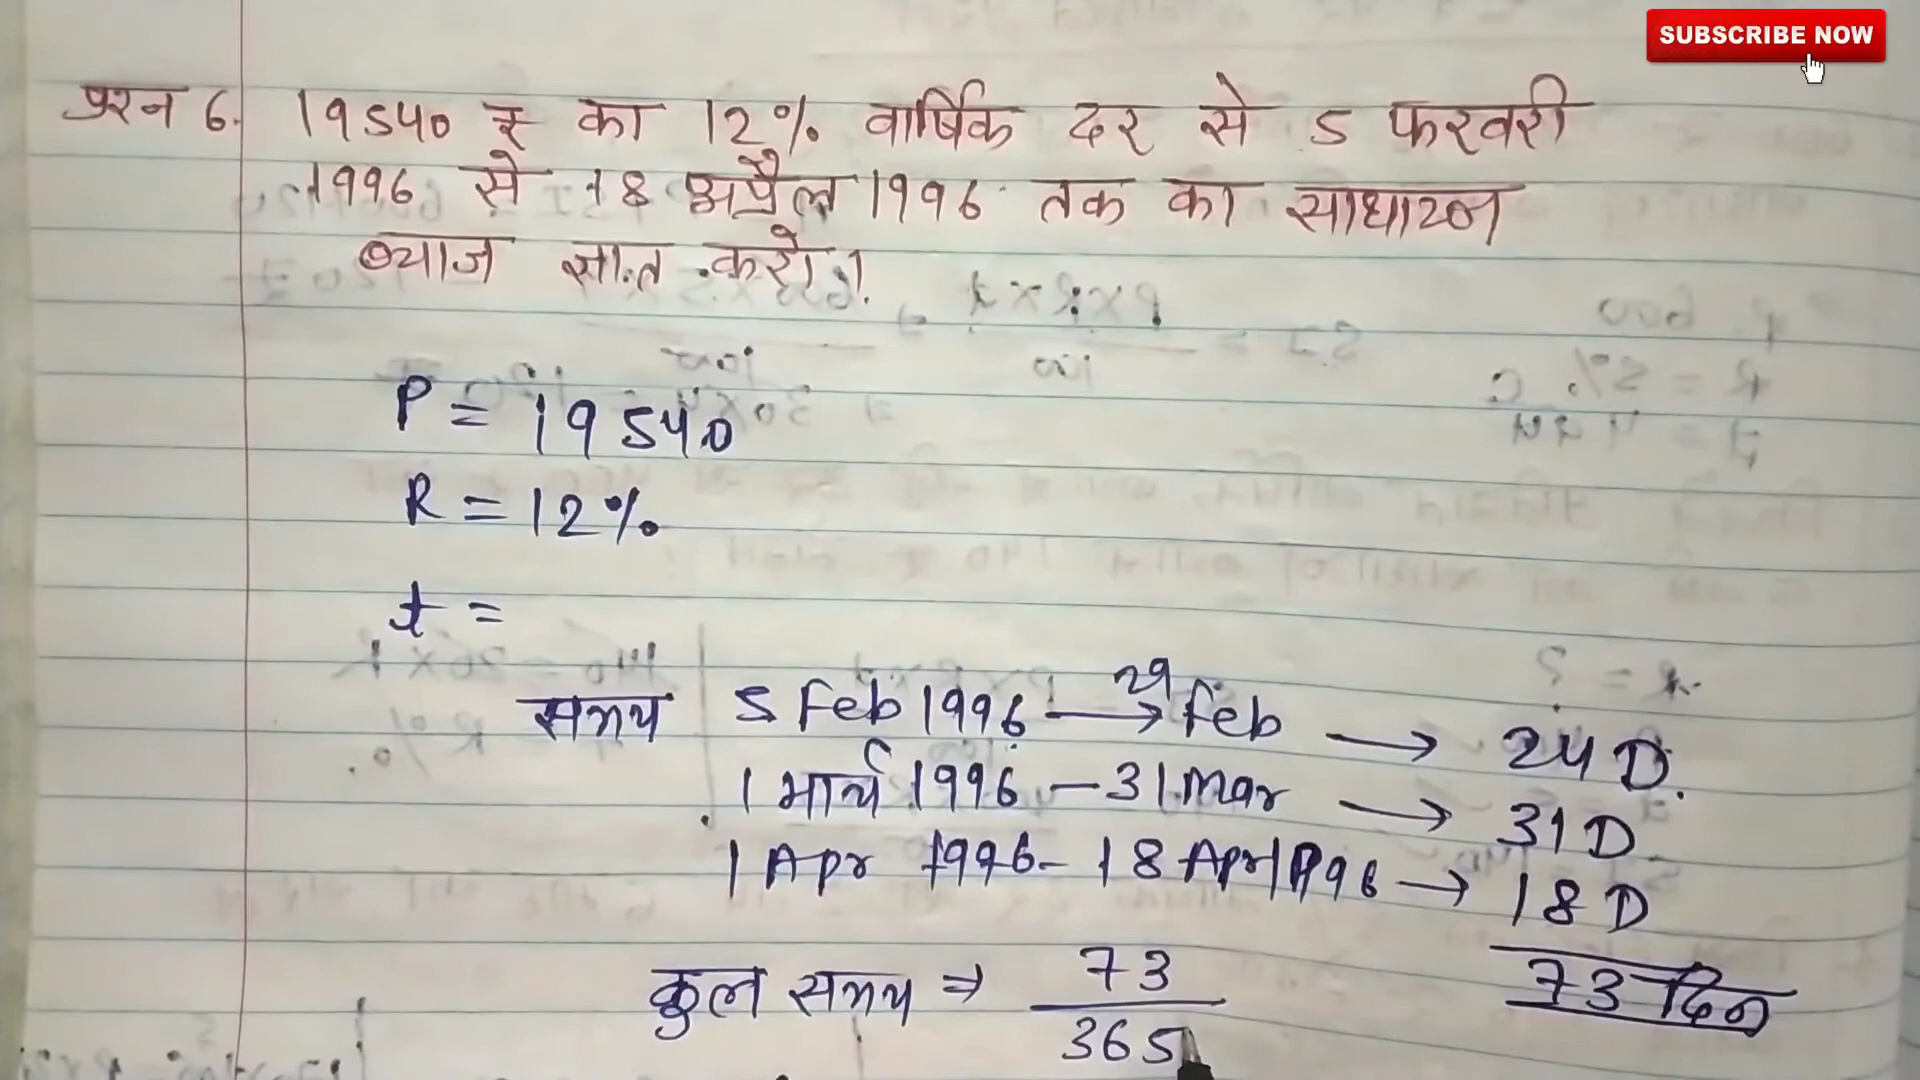 SUBSCRIBE NOW
प्रश्न 6. 19540 ₹ का 12% वार्षिक दर से 5 फरवरी
1996 से 18 अप्रैल 1996 तक का साधारण
ब्याज ज्ञात करो।
P = 19540
R = 12%
t =
समय 5 Feb 1996 → 29 feb → 24 D.
1 मार्च 1996 - 31 Mar → 31 D
1 Apr 1996 - 18 Apr 1996 → 18 D
73 दिन
कुल समय ⇒ 73
365